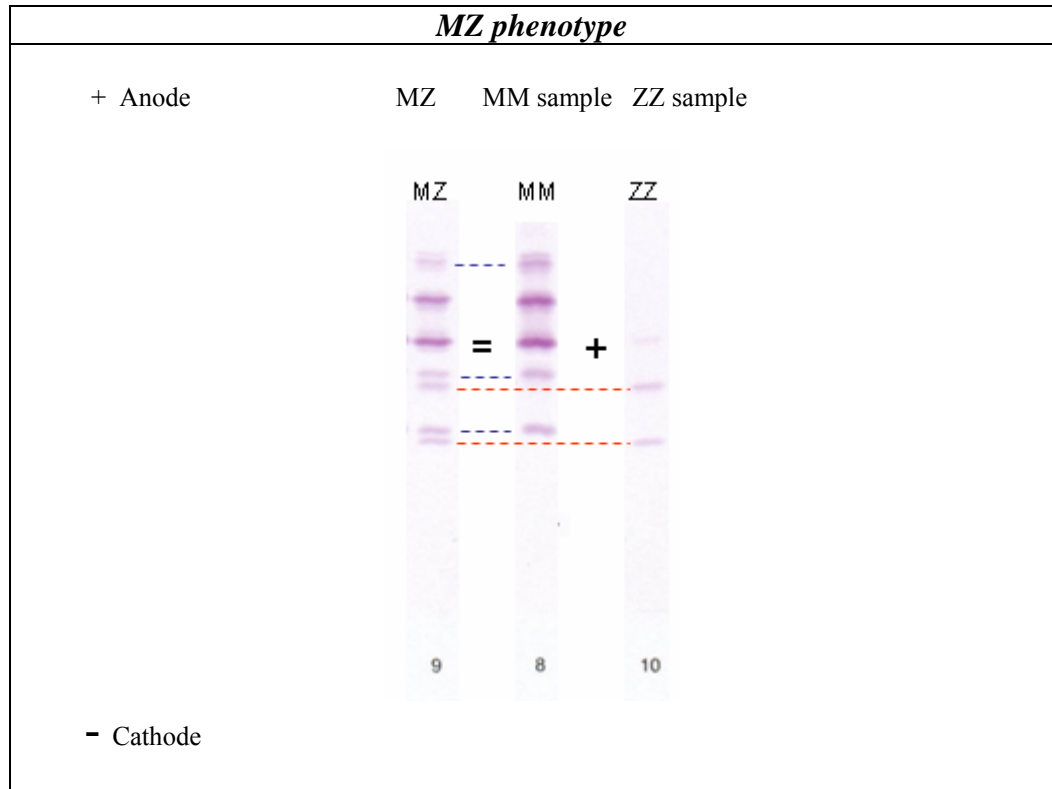 MZ phenotype
+ Anode MZ MM sample ZZ sample
MZ MM ZZ
= +
9 8 10
- Cathode